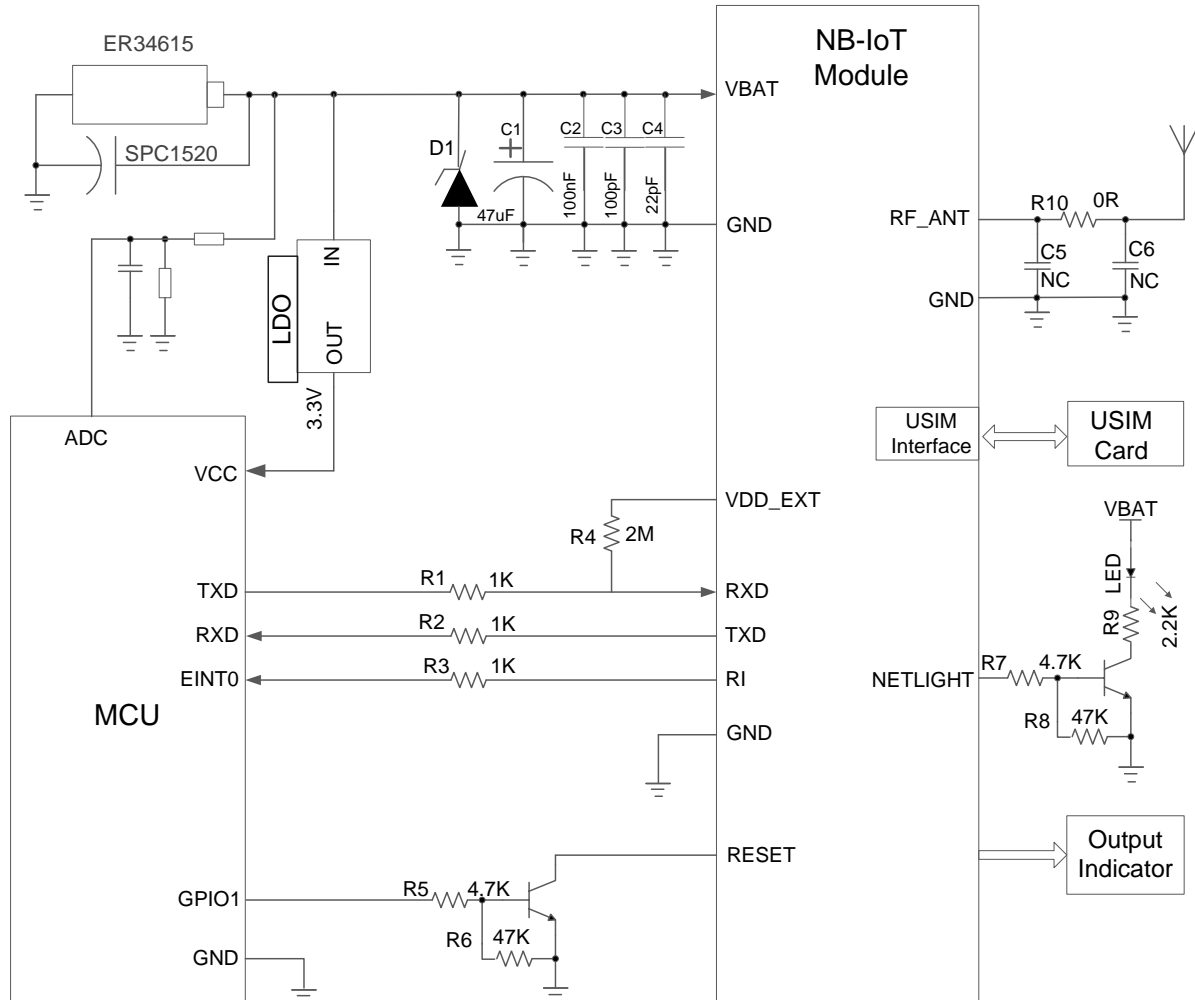 ER34615
SPC1520
NB-IoT
Module
VBAT
D1
C1
+
47uF
C2
100nF
C3
100pF
C4
22pF
GND
RF_ANT
R10
0R
C5
NC
C6
NC
GND
LDO
IN
OUT
3.3V
ADC
VCC
USIM
Interface
USIM
Card
VDD_EXT
R4
2M
VBAT
LED
R9
2.2K
TXD
R1
1K
RXD
RXD
R2
1K
TXD
EINT0
R3
1K
RI
NETLIGHT
R7
4.7K
R8
47K
MCU
GND
RESET
Output
Indicator
GPIO1
R5
4.7K
R6
47K
GND